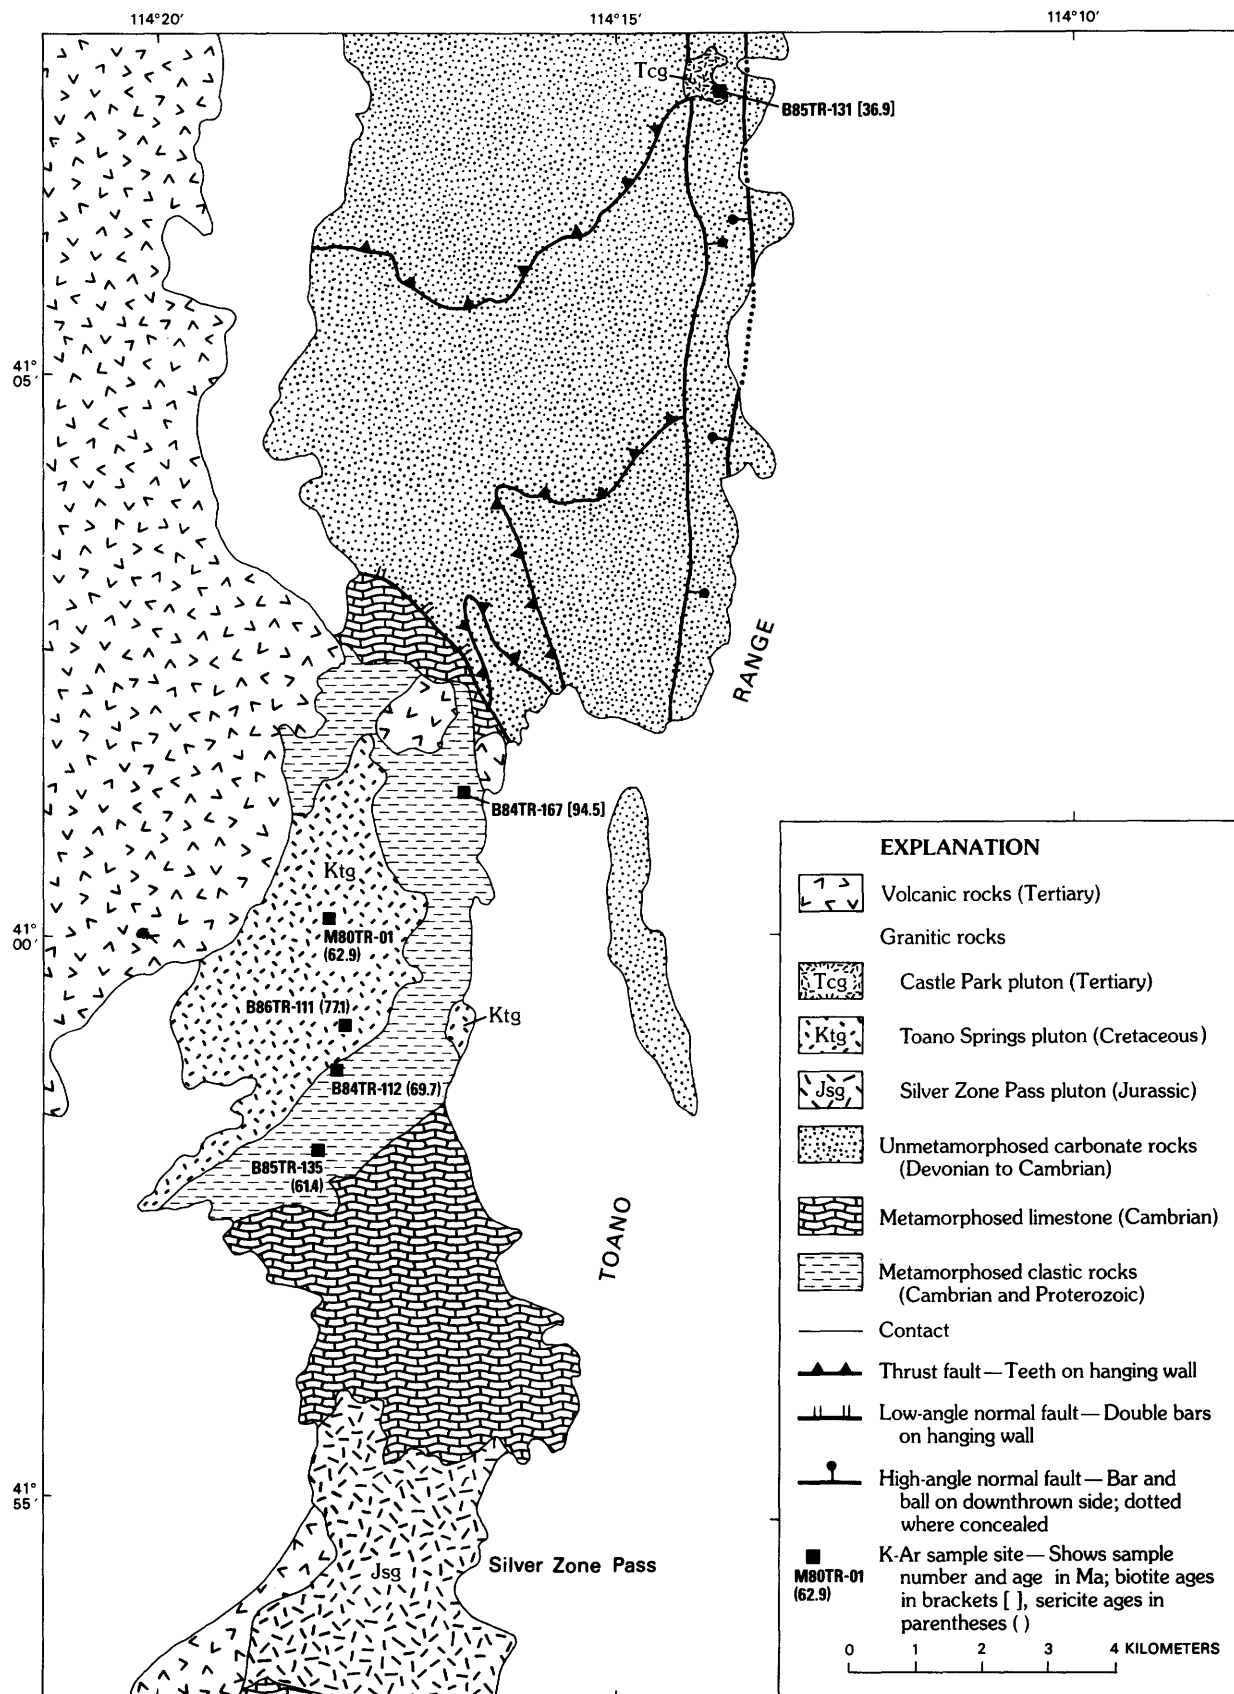 114°20′
114°15′
114°10′
Tcg
B85TR-131 [36.9]
41°
05′
RANGE
B84TR-167 [94.5]
Ktg
M80TR-01
(62.9)
41°
00′
B86TR-111 (77.1)
Ktg
B84TR-112 (69.7)
B85TR-135
(61.4)
TOANO
41°
55′
Jsg
Silver Zone Pass
EXPLANATION
Volcanic rocks (Tertiary)
Granitic rocks
Tcg
Castle Park pluton (Tertiary)
Ktg
Toano Springs pluton (Cretaceous)
Jsg
Silver Zone Pass pluton (Jurassic)
Unmetamorphosed carbonate rocks
(Devonian to Cambrian)
Metamorphosed limestone (Cambrian)
Metamorphosed clastic rocks
(Cambrian and Proterozoic)
Contact
Thrust fault—Teeth on hanging wall
Low-angle normal fault—Double bars
on hanging wall
High-angle normal fault—Bar and
ball on downthrown side; dotted
where concealed
M80TR-01
(62.9)
K-Ar sample site—Shows sample
number and age in Ma; biotite ages
in brackets [ ], sericite ages in
parentheses ( )
0 1 2 3 4 KILOMETERS